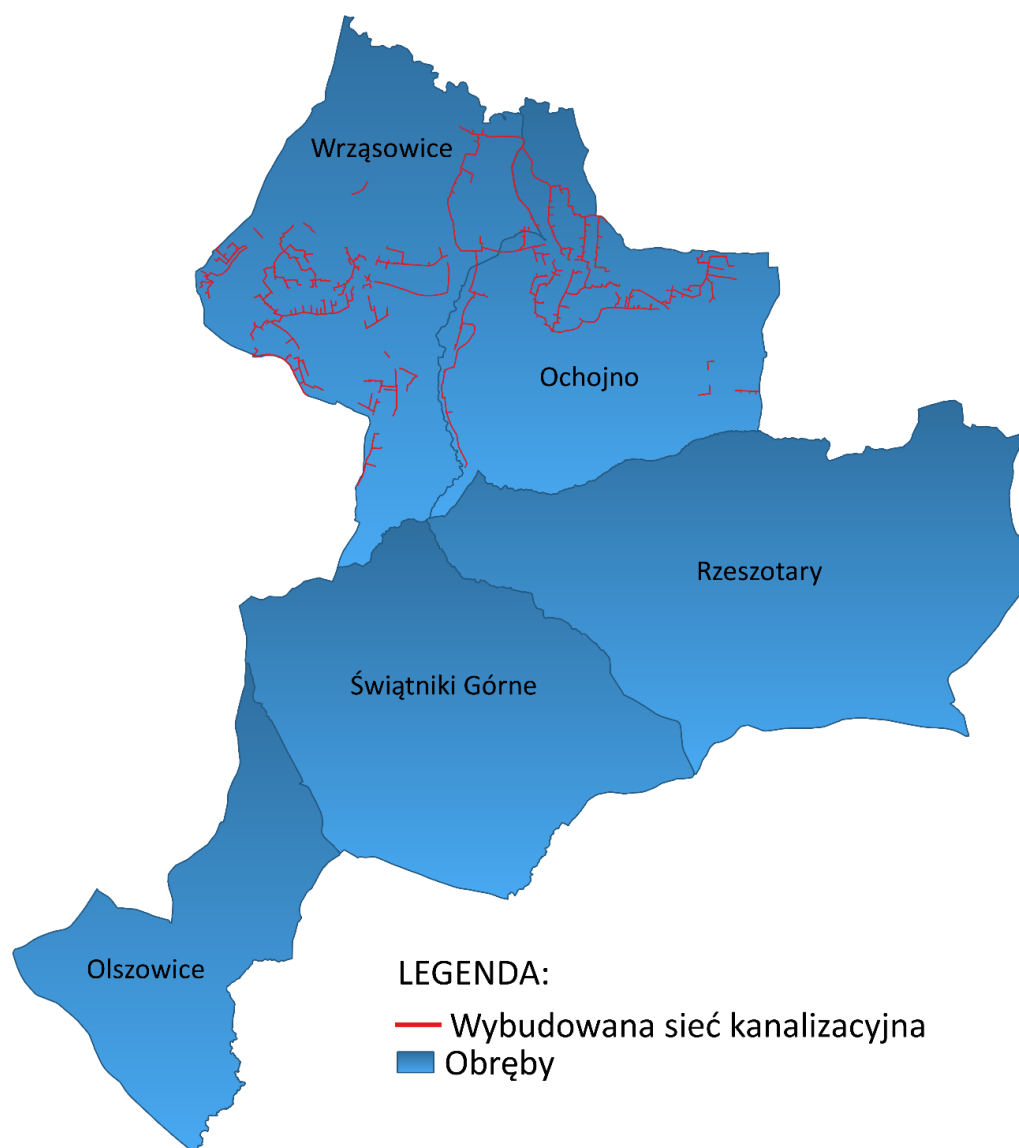 Wrząsowice
Ochojno
Rzeszotary
Świątniki Górne
Olszowice
LEGENDA:
Wybudowana sieć kanalizacyjna
Obręby